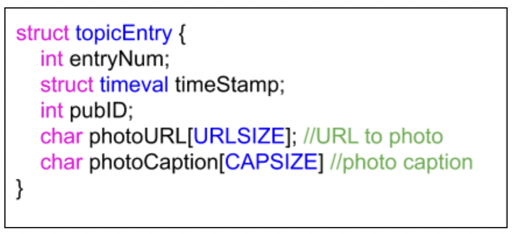 struct topicEntry {
int entryNum;
struct timeval timeStamp;
int pubID;
char photoURL[URLSIZE]; //URL to photo
char photoCaption[CAPSIZE] //photo caption
}